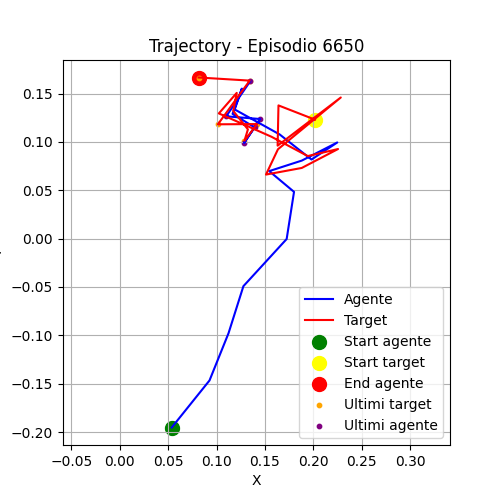 Trajectory - Episodio 6650
0.15
0.10
0.05
0.00
−0.05
−0.10
−0.15
−0.20
Agente
Target
Start agente
Start target
End agente
Ultimi target
Ultimi agente
−0.05 0.00 0.05 0.10 0.15 0.20 0.25 0.30
X